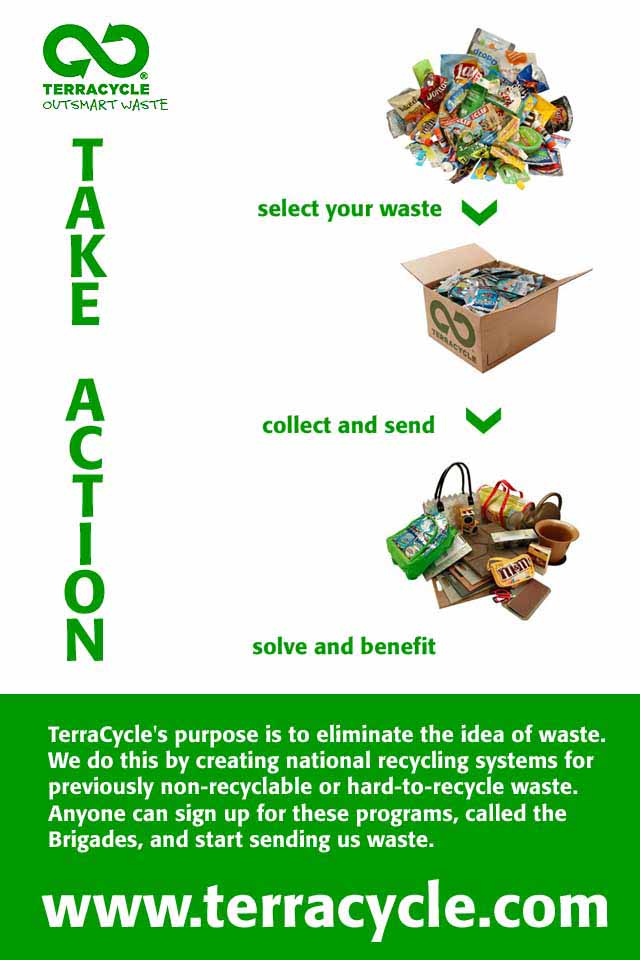 TERRACYCLE®
OUTSMART WASTE
TAKE
ACTION
Lay's
Doritos
select your waste
TERRACYCLE
collect and send
m&m's
solve and benefit
TerraCycle's purpose is to eliminate the idea of waste.
We do this by creating national recycling systems for
previously non-recyclable or hard-to-recycle waste.
Anyone can sign up for these programs, called the
Brigades, and start sending us waste.
www.terracycle.com